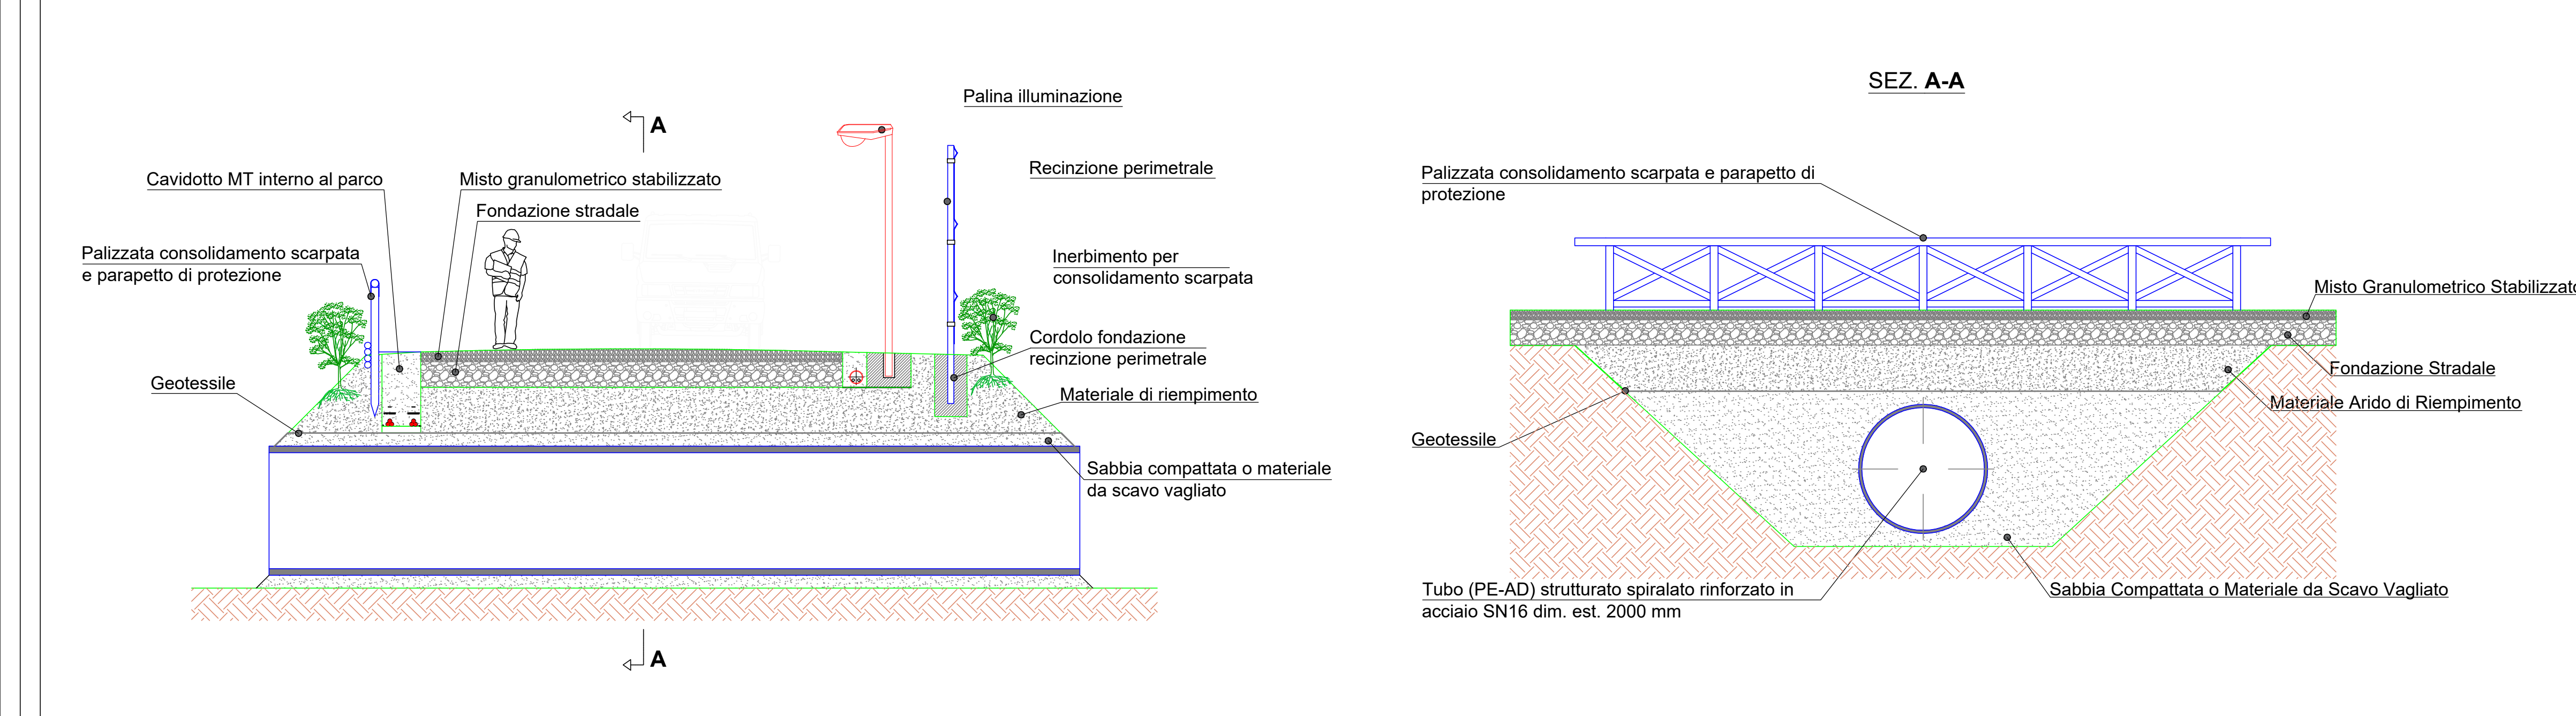 A
Palina illuminazione
Recinzione perimetrale
Cavidotto MT interno al parco
Misto granulometrico stabilizzato
Fondazione stradale
Palizzata consolidamento scarpata
e parapetto di protezione
Inerbimento per
consolidamento scarpata
Cordolo fondazione
recinzione perimetrale
Geotessile
Materiale di riempimento
Sabbia compattata o materiale
da scavo vagliato
A
SEZ. A-A
Palizzata consolidamento scarpata e parapetto di
protezione
Misto Granulometrico Stabilizzato
Fondazione Stradale
Materiale Arido di Riempimento
Geotessile
Tubo (PE-AD) strutturato spiralato rinforzato in
acciaio SN16 dim. est. 2000 mm
Sabbia Compattata o Materiale da Scavo Vagliato